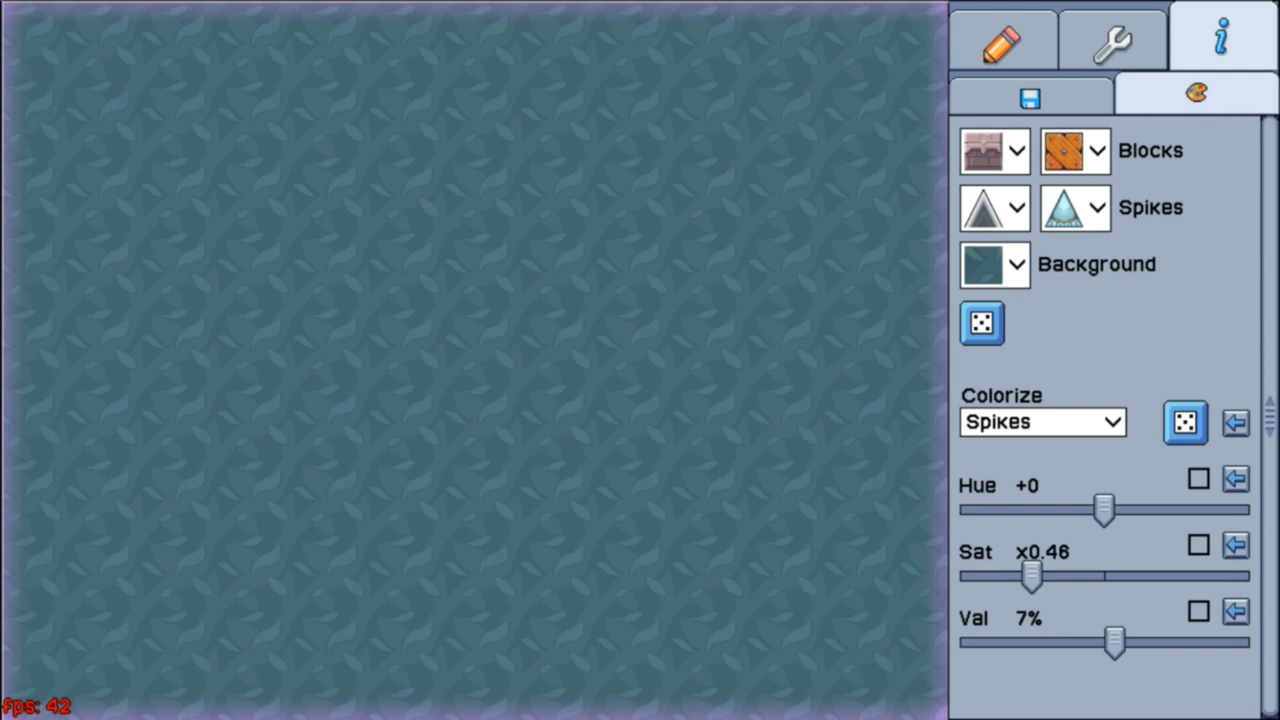 Blocks
Spikes
Background
Colorize
Spikes
Hue +0
Sat x0.46
Val 7%
fps: 42